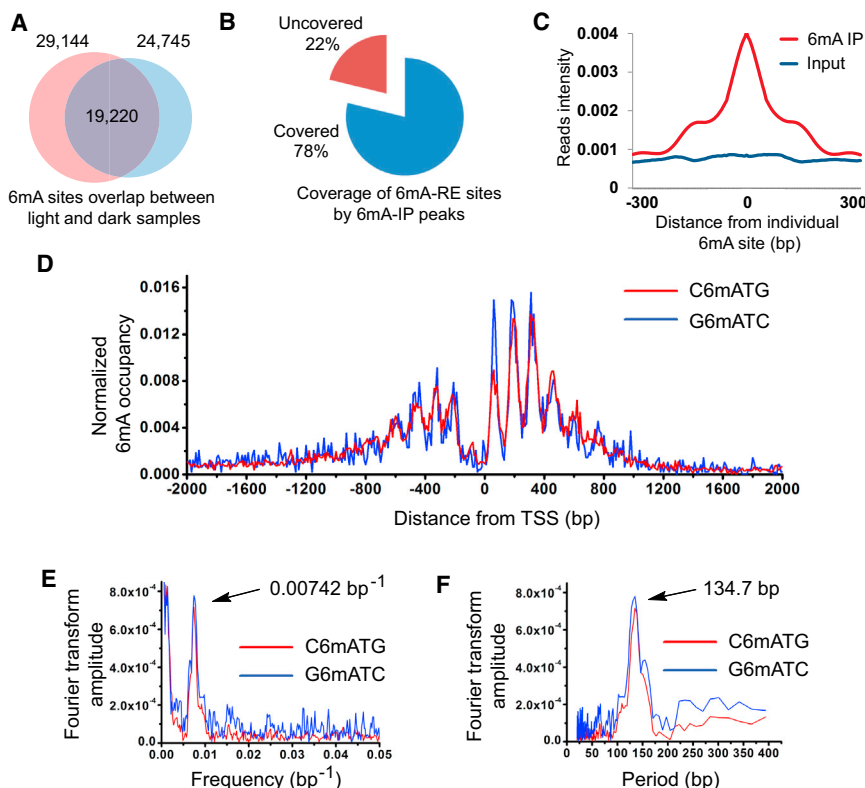 A
29,144
24,745
19,220
6mA sites overlap between
light and dark samples
B
Uncovered
22%
Covered
78%
Coverage of 6mA-RE sites
by 6mA-IP peaks
C
6mA IP
Input
Reads intensity
0.004
0.003
0.002
0.001
0
-300
0
300
Distance from individual
6mA site (bp)
D
Normalized
6mA occupancy
0.016
0.012
0.008
0.004
0.000
C6mATG
G6mATC
-2000
-1600
-1200
-800
-400
0
400
800
1200
1600
2000
Distance from TSS (bp)
E
0.00742 bp⁻¹
Fourier transform
amplitude
8.0x10⁻⁴
6.0x10⁻⁴
4.0x10⁻⁴
2.0x10⁻⁴
0.0
C6mATG
G6mATC
0.00
0.01
0.02
0.03
0.04
0.05
Frequency (bp⁻¹)
F
134.7 bp
Fourier transform
amplitude
8.0x10⁻⁴
6.0x10⁻⁴
4.0x10⁻⁴
2.0x10⁻⁴
0.0
C6mATG
G6mATC
0
50
100
150
200
250
300
350
400
Period (bp)